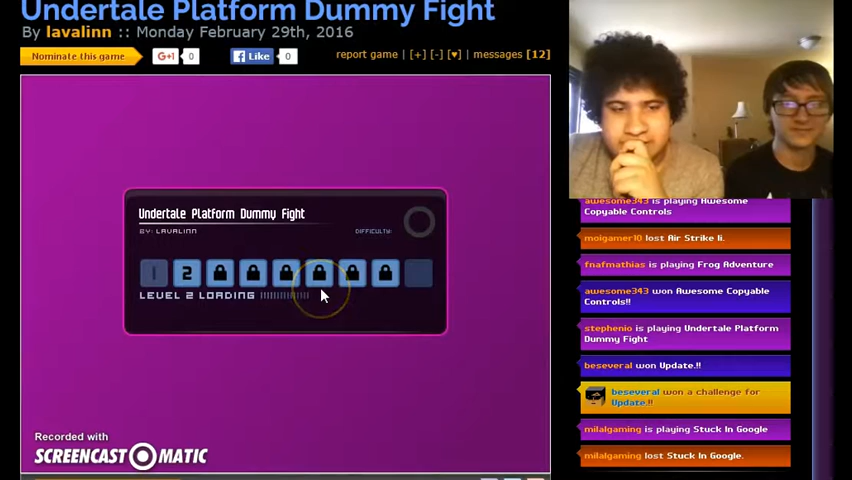 Undertale Platform Dummy Fight
By lavalinn :: Monday February 29th, 2016
Nominate this game
G+1 0
Like 0
report game | [+] [-] [♥] | messages [12]
Undertale Platform Dummy Fight
BY: LAVALINN
DIFFICULTY:
1 2
LEVEL 2 LOADING
Recorded with
SCREENCAST-O-MATIC
awesome343 is playing Awesome
Copyable Controls
moigamer10 lost Air Strike Ii.
fnafmathias is playing Frog Adventure
awesome343 won Awesome Copyable
Controls!!
stephenio is playing Undertale Platform
Dummy Fight
beseveral won Update.!!
beseveral won a challenge for
Update.!!
milalgaming is playing Stuck In Google
milalgaming lost Stuck In Google.